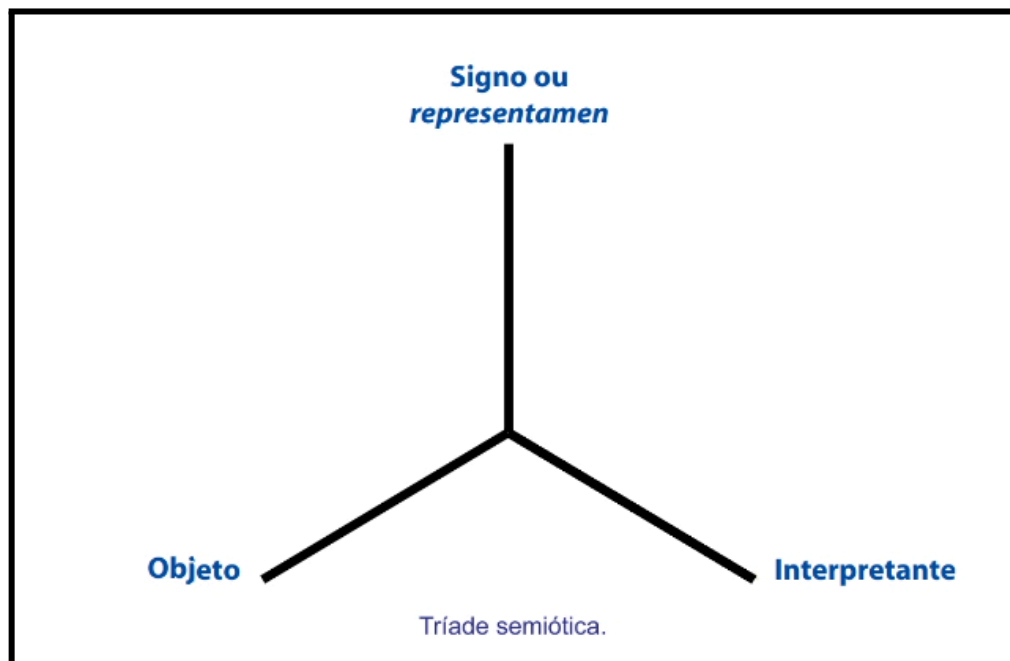 Signo ou
representamen
Objeto
Interpretante
Tríade semiótica.